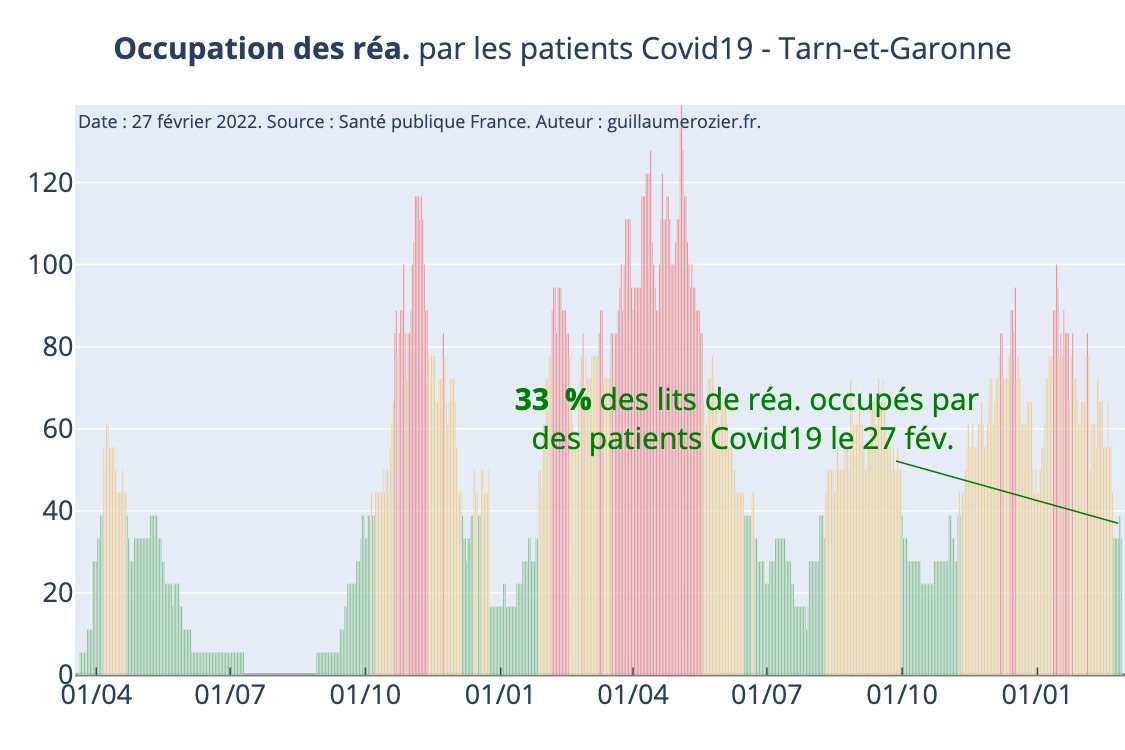 Occupation des réa. par les patients Covid19 - Tarn-et-Garonne
Date : 27 février 2022. Source : Santé publique France. Auteur : guillaumerozier.fr.
120
100
80
33  % des lits de réa. occupés par
des patients Covid19 le 27 fév.
60
40
20
0
01/04 01/07 01/10 01/01 01/04 01/07 01/10 01/01